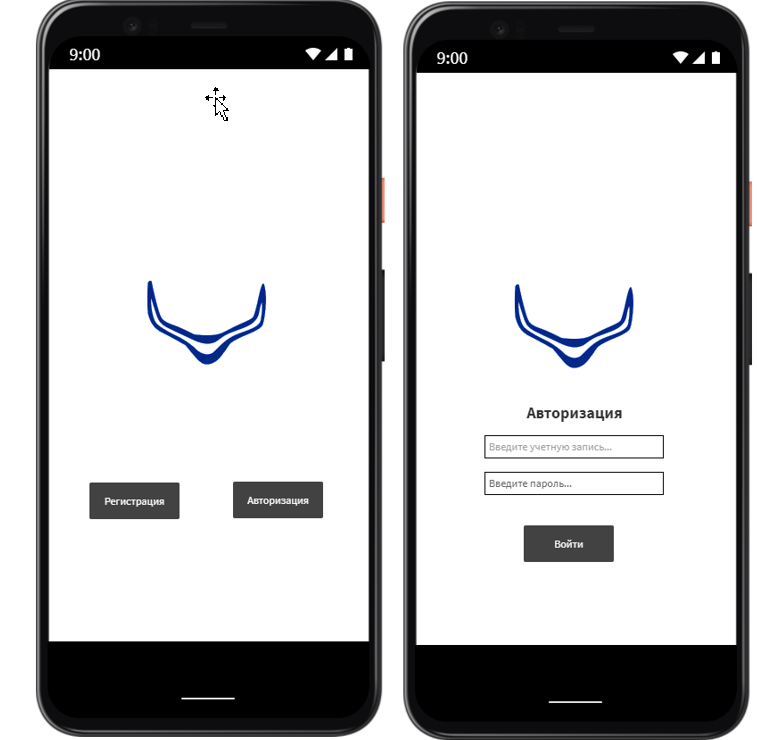 9:00
Регистрация
Авторизация
9:00
Авторизация
Введите учетную запись...
Введите пароль...
Войти